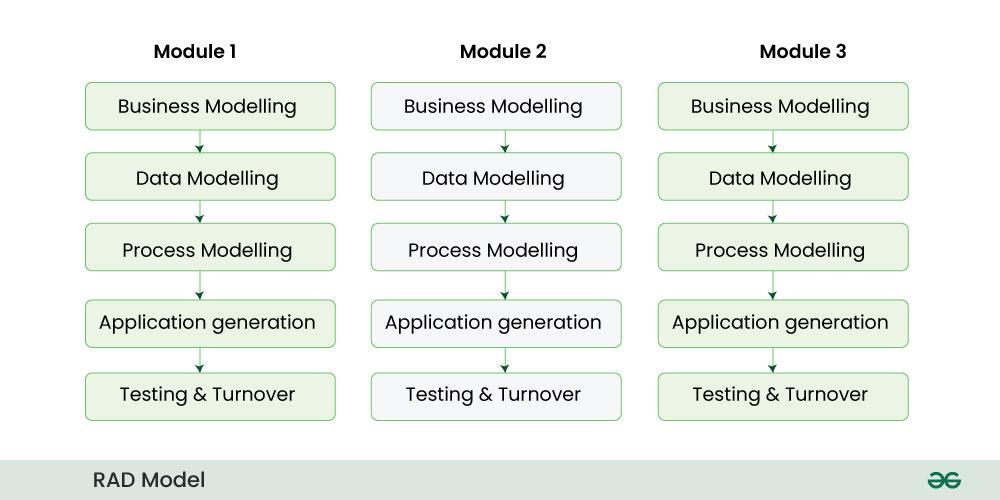 Module 1
Business Modelling
Data Modelling
Process Modelling
Application generation
Testing & Turnover
Module 2
Business Modelling
Data Modelling
Process Modelling
Application generation
Testing & Turnover
Module 3
Business Modelling
Data Modelling
Process Modelling
Application generation
Testing & Turnover
RAD Model